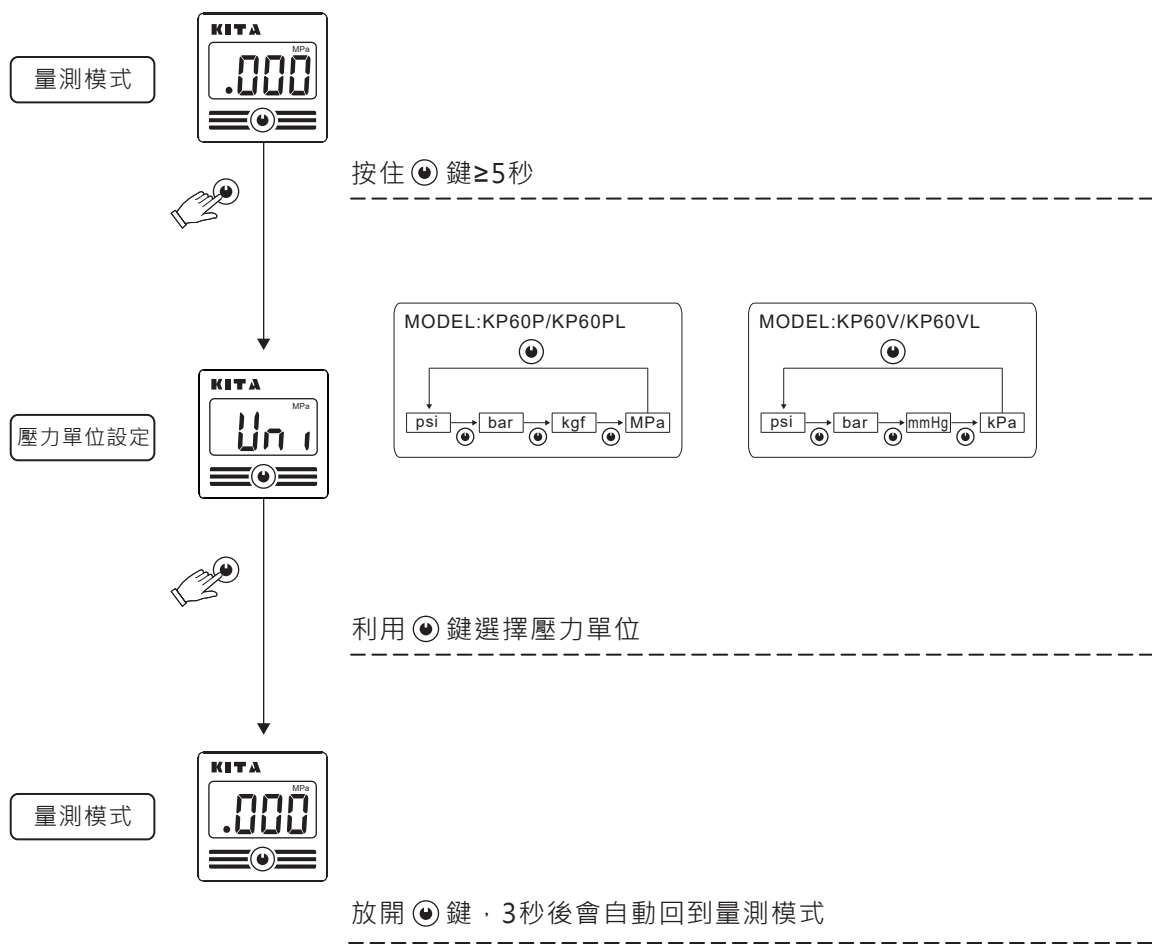 KITA
MPa
.000
量測模式
按住鍵≥5秒
MODEL:KP60P/KP60PL
psi bar kgf MPa
MODEL:KP60V/KP60VL
psi bar mmHg kPa
KITA
MPa
Uni
壓力單位設定
利用鍵選擇壓力單位
KITA
MPa
.000
量測模式
放開鍵，3秒後會自動回到量測模式